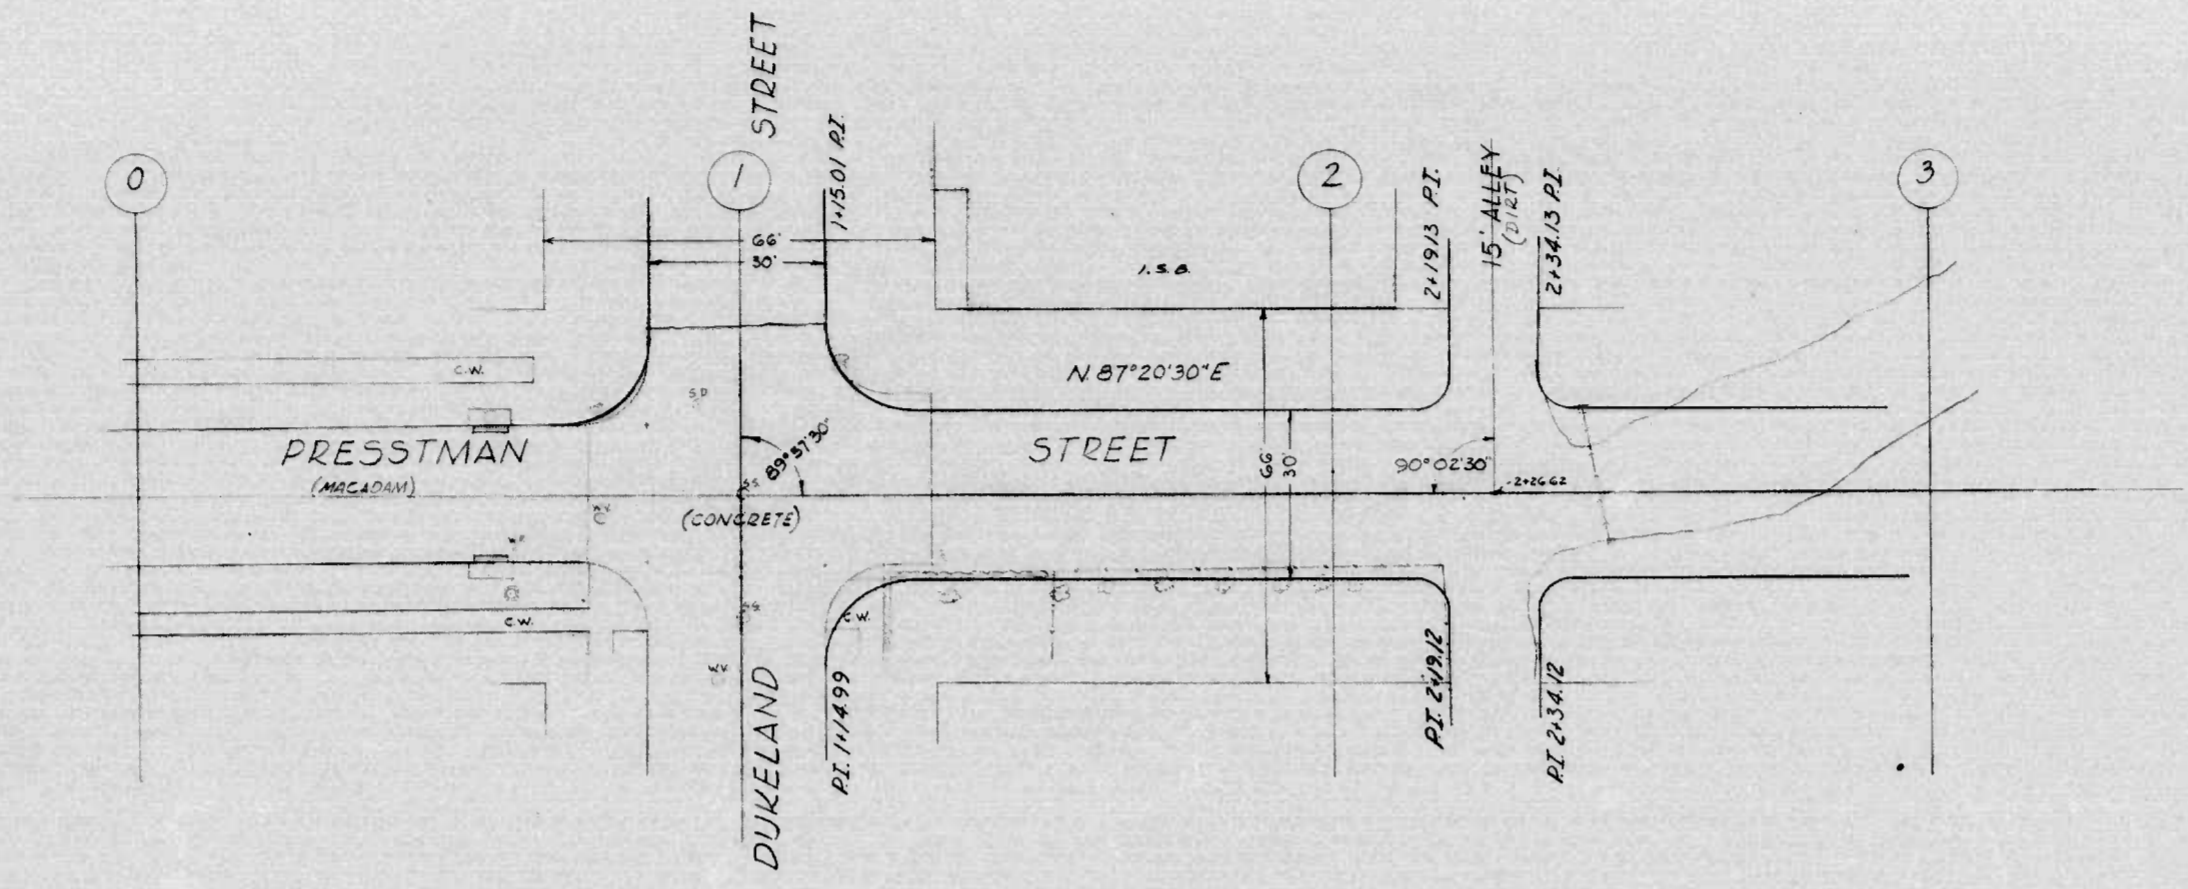 0
1
2
3
STREET
1+15.01 P.I.
2+19.13 P.I.
15' ALLEY
(DIRT)
2+34.13 P.I.
66'
30'
1.S.B.
C.W.
S.D.
N.87°20'30"E
PRESSTMAN
(MACADAM)
89°57'30"
STREET
66'
30'
90°02'30"
2+26.62
S.S.
(CONCRETE)
W.V.
C.W.
C.W.
W.V.
DUKELAND
P.I. 1+14.99
P.I. 2+19.12
P.I. 2+34.12